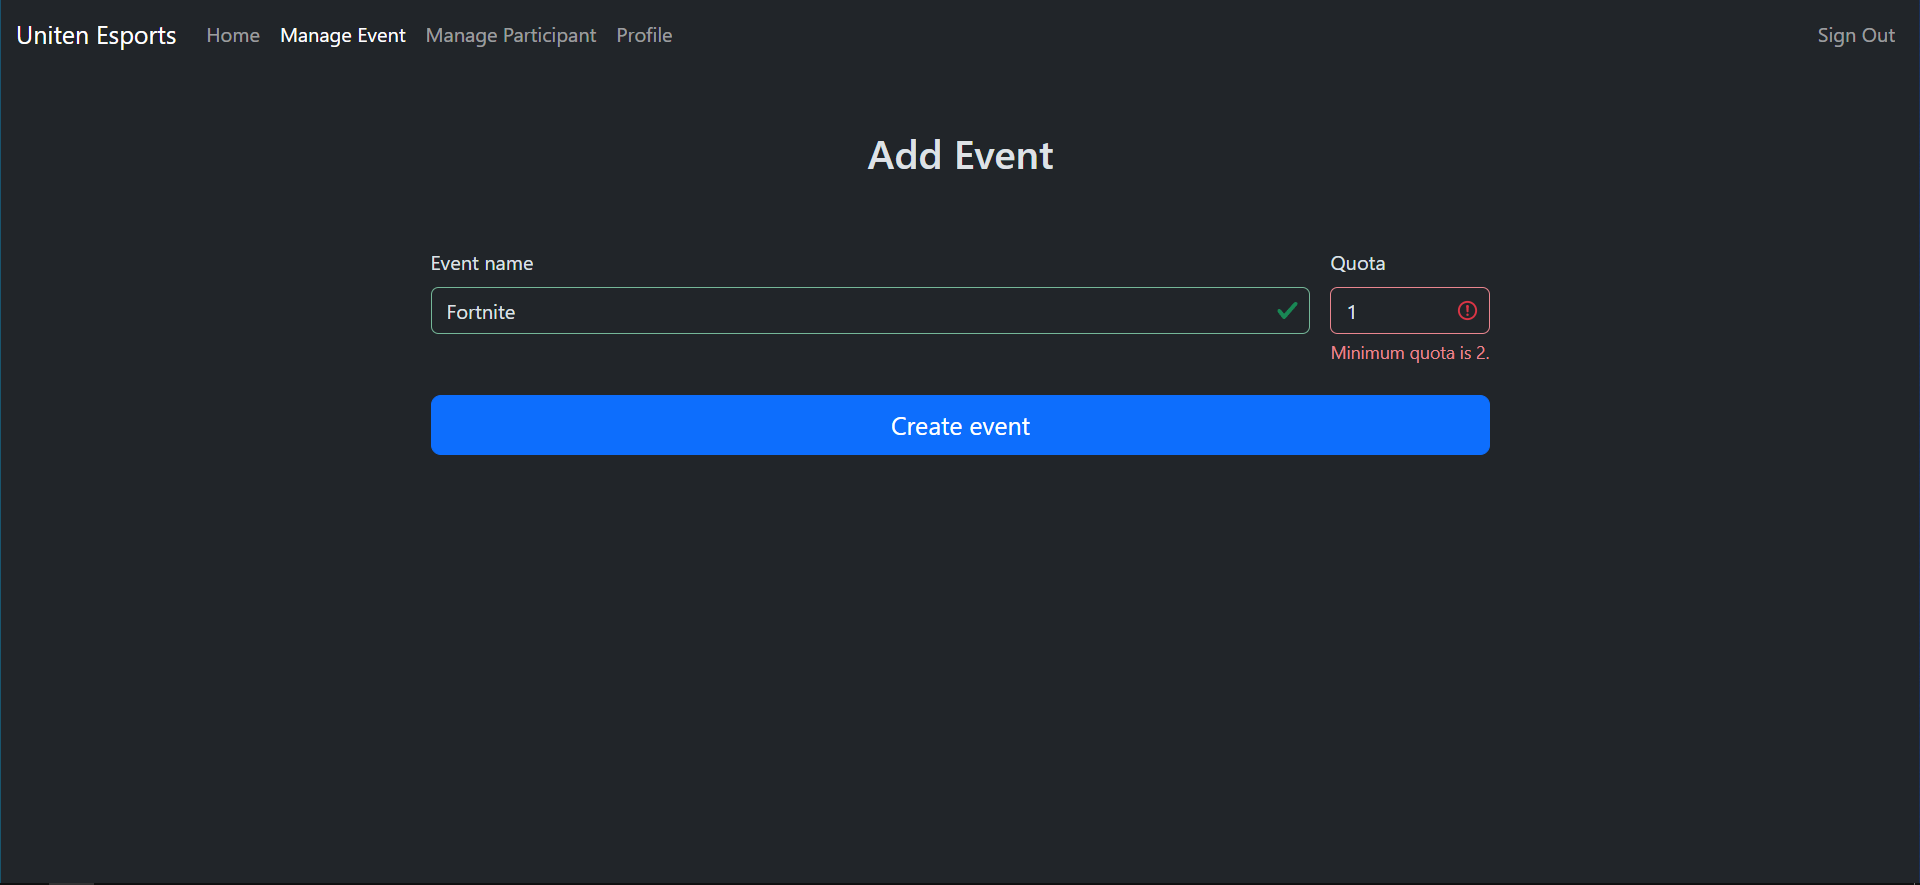 Uniten Esports Home Manage Event Manage Participant Profile Sign Out
Add Event
Event name Quota
Fortnite 1
Minimum quota is 2.
Create event